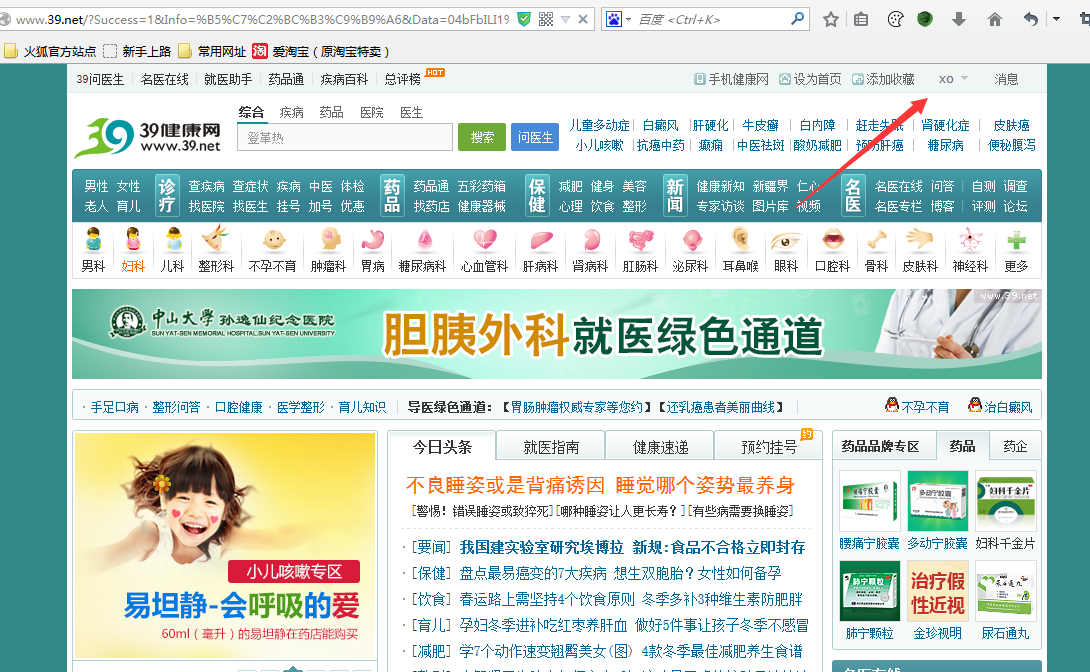 www.39.net/?Success=1&Info=%B5%C7%C2%BC%B3%C9%B9%A6&Data=04bFbILI19
百度 <Ctrl+K>
火狐官方站点 新手上路 常用网址 淘 爱淘宝（原淘宝特卖）
39问医生 名医在线 就医助手 药品通 疾病百科 总评榜 HOT 手机健康网 设为首页 添加收藏 xo 消息
综合 疾病 药品 医院 医生
39健康网
www.39.net
登革热 搜索 问医生
儿童多动症 白癜风 肝硬化 牛皮癣 白内障 赶走失眠 肾硬化症 皮肤癌
小儿咳嗽 抗癌中药 癫痫 中医祛斑 酸奶减肥 预防肝癌 糖尿病 便秘腹泻
男性 女性 诊疗 查疾病 查症状 疾病 中医 体检 药品 药品通 五彩药箱 保健 减肥 健身 美容 新闻 健康新知 新疆界 仁心 名医 名医在线 问答 自测 调查
老人 育儿 找医院 找医生 挂号 加号 优惠 找药店 健康器械 心理 饮食 整形 专家访谈 图片库 视频 名医专栏 博客 评测 论坛
男科 妇科 儿科 整形科 不孕不育 肿瘤科 胃病 糖尿病科 心血管科 肝病科 肾病科 肛肠科 泌尿科 耳鼻喉 眼科 口腔科 骨科 皮肤科 神经科 更多
www.39.net
中山大学孙逸仙纪念医院
SUN YAT-SEN MEMORIAL HOSPITAL,SUN YAT-SEN UNIVERSITY
胆胰外科就医绿色通道
· 手足口病 · 整形问答 · 口腔健康 · 医学整形 · 育儿知识 导医绿色通道：【胃肠肿瘤权威专家等您约】【还乳癌患者美丽曲线】 不孕不育 治白癜风
小儿咳嗽专区
易坦静-会呼吸的爱
60ml（毫升）的易坦静在药店能购买
今日头条 就医指南 健康速递 预约挂号 约
不良睡姿或是背痛诱因 睡觉哪个姿势最养身
[警惕！错误睡姿或致猝死][哪种睡姿让人更长寿？][有些病需要换睡姿]
· [要闻] 我国建实验室研究埃博拉 新规:食品不合格立即封存
· [保健] 盘点最易癌变的7大疾病 想生双胞胎？女性如何备孕
· [饮食] 春运路上需坚持4个饮食原则 冬季多补3种维生素防肥胖
· [育儿] 孕妇冬季进补吃红枣养肝血 做好5件事让孩子冬季不感冒
· [减肥] 学7个动作速变翘臀美女(图) 4款冬季最佳减肥养生食谱
药品品牌专区 药品 药企
腰痛宁胶囊 多动宁胶囊 妇科千金片
治疗假性近视
肺宁颗粒 金珍视明 尿石通丸